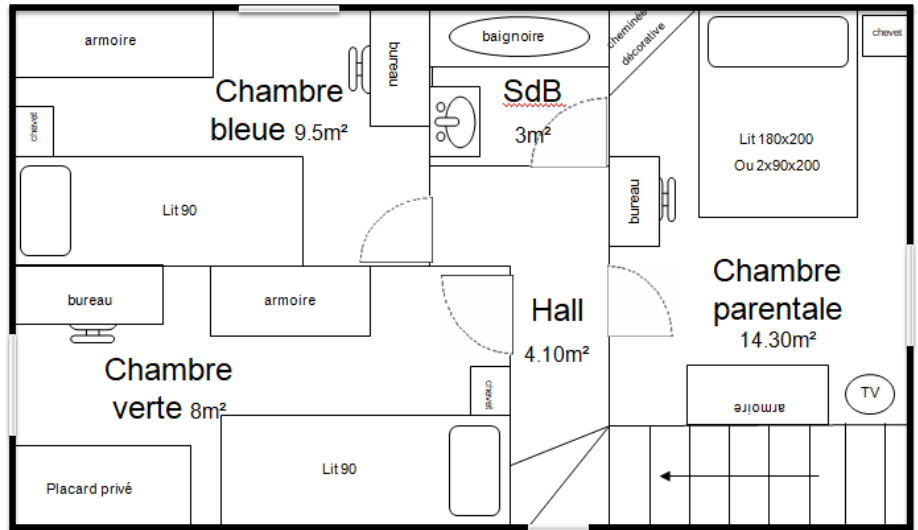 armoire
bureau
baignoire
cheminée
décorative
chevet
Chambre
bleue 9.5m²
SdB
3m²
chevet
Lit 180x200
Ou 2x90x200
Lit 90
bureau
bureau
armoire
Hall
4.10m²
Chambre
parentale
14.30m²
Chambre
verte 8m²
chevet
armoire
TV
Lit 90
Placard privé